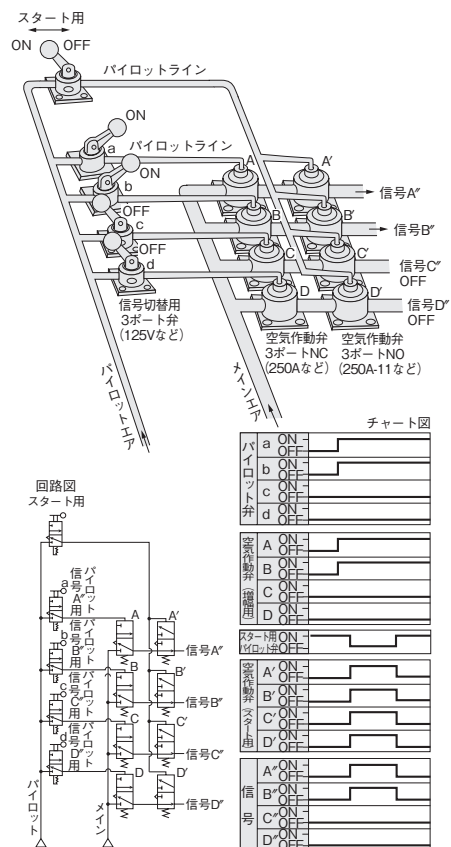 スタート用
ON OFF
パイロットライン
ON
a
パイロットライン
ON
b
OFF
c
OFF
d
A
A′
B
B′
C
C′
D
D′
信号A″
信号B″
信号C″
OFF
信号D″
OFF
信号切替用
3ポート弁
(125Vなど)
空気作動弁
3ポートNC
(250Aなど)
空気作動弁
3ポートNO
(250A-11など)
パイロットエア
メインエア
チャート図
パイロット弁
a ON OFF
b ON OFF
c ON OFF
d ON OFF
空気作動弁(増幅用)
A ON OFF
B ON OFF
C ON OFF
D ON OFF
スタート用 ON
パイロット弁 OFF
空気作動弁(スタート用)
A′ ON OFF
B′ ON OFF
C′ ON OFF
D′ ON OFF
信号
A″ ON OFF
B″ ON OFF
C″ ON OFF
D″ ON OFF
回路図
スタート用
a 信号A″用パイロット
b 信号B″用パイロット
c 信号C″用パイロット
d 信号D″用パイロット
A
A′
信号A″
B
B′
信号B″
C
C′
信号C″
D
D′
信号D″
パイロット
メイン